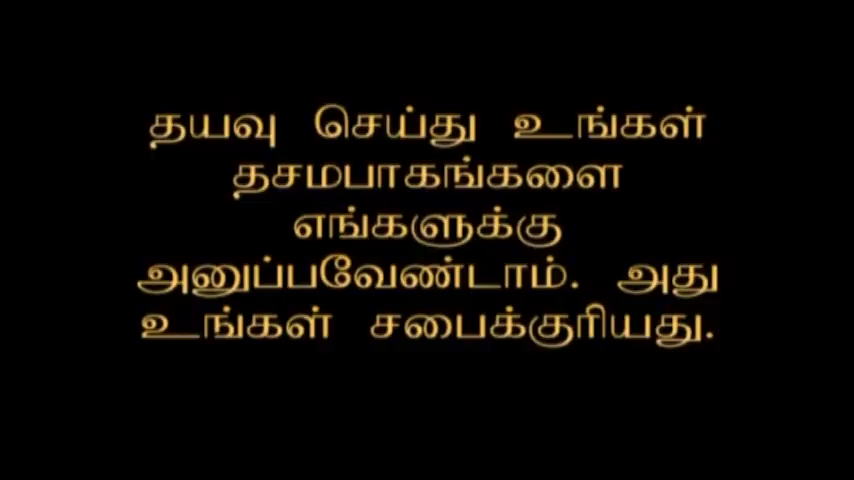 தயவு செய்து உங்கள்
தசமபாகங்களை
எங்களுக்கு
அனுப்பவேண்டாம். அது
உங்கள் சபைக்குரியது.